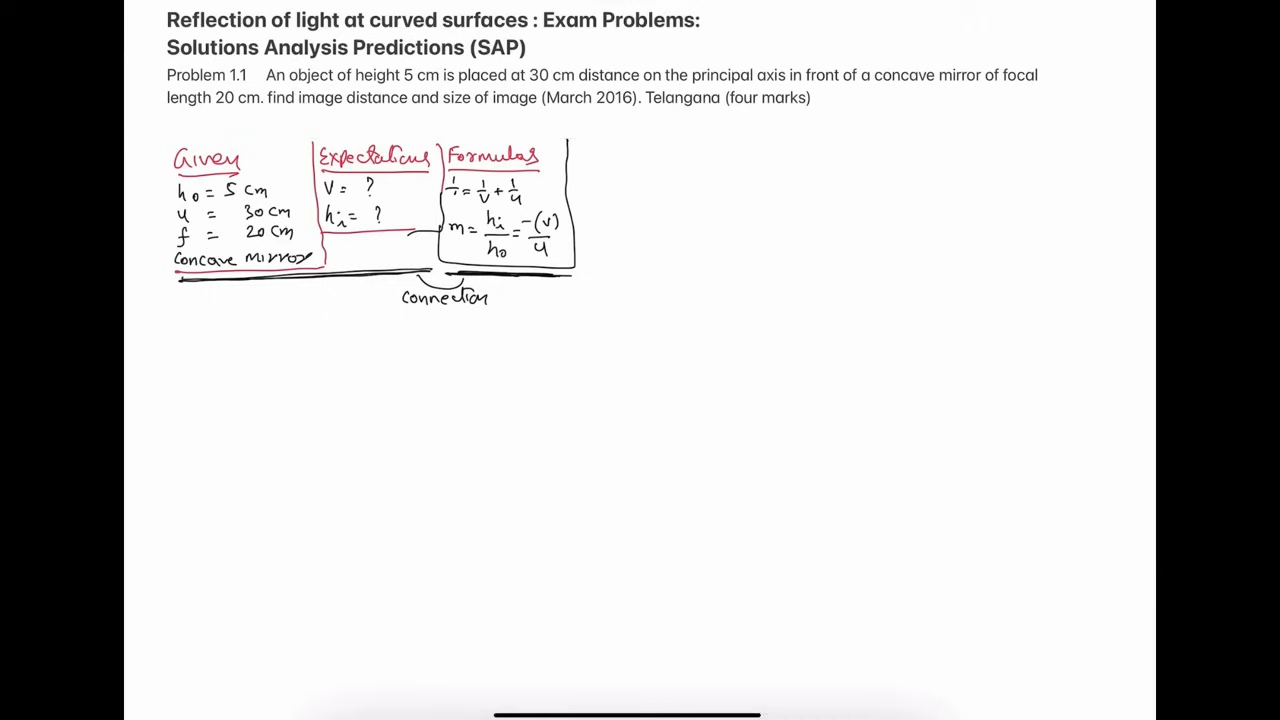 Reflection of light at curved surfaces : Exam Problems:
Solutions Analysis Predictions (SAP)
Problem 1.1 An object of height 5 cm is placed at 30 cm distance on the principal axis in front of a concave mirror of focal
length 20 cm. find image distance and size of image (March 2016). Telangana (four marks)
Given
h₀ = 5 cm
u = 30 cm
f = 20 cm
Concave mirror
Expectations
V = ?
hᵢ = ?
Formulas
= 1/v + 1/u
m = hᵢ/h₀ = -(v)/u
Connection